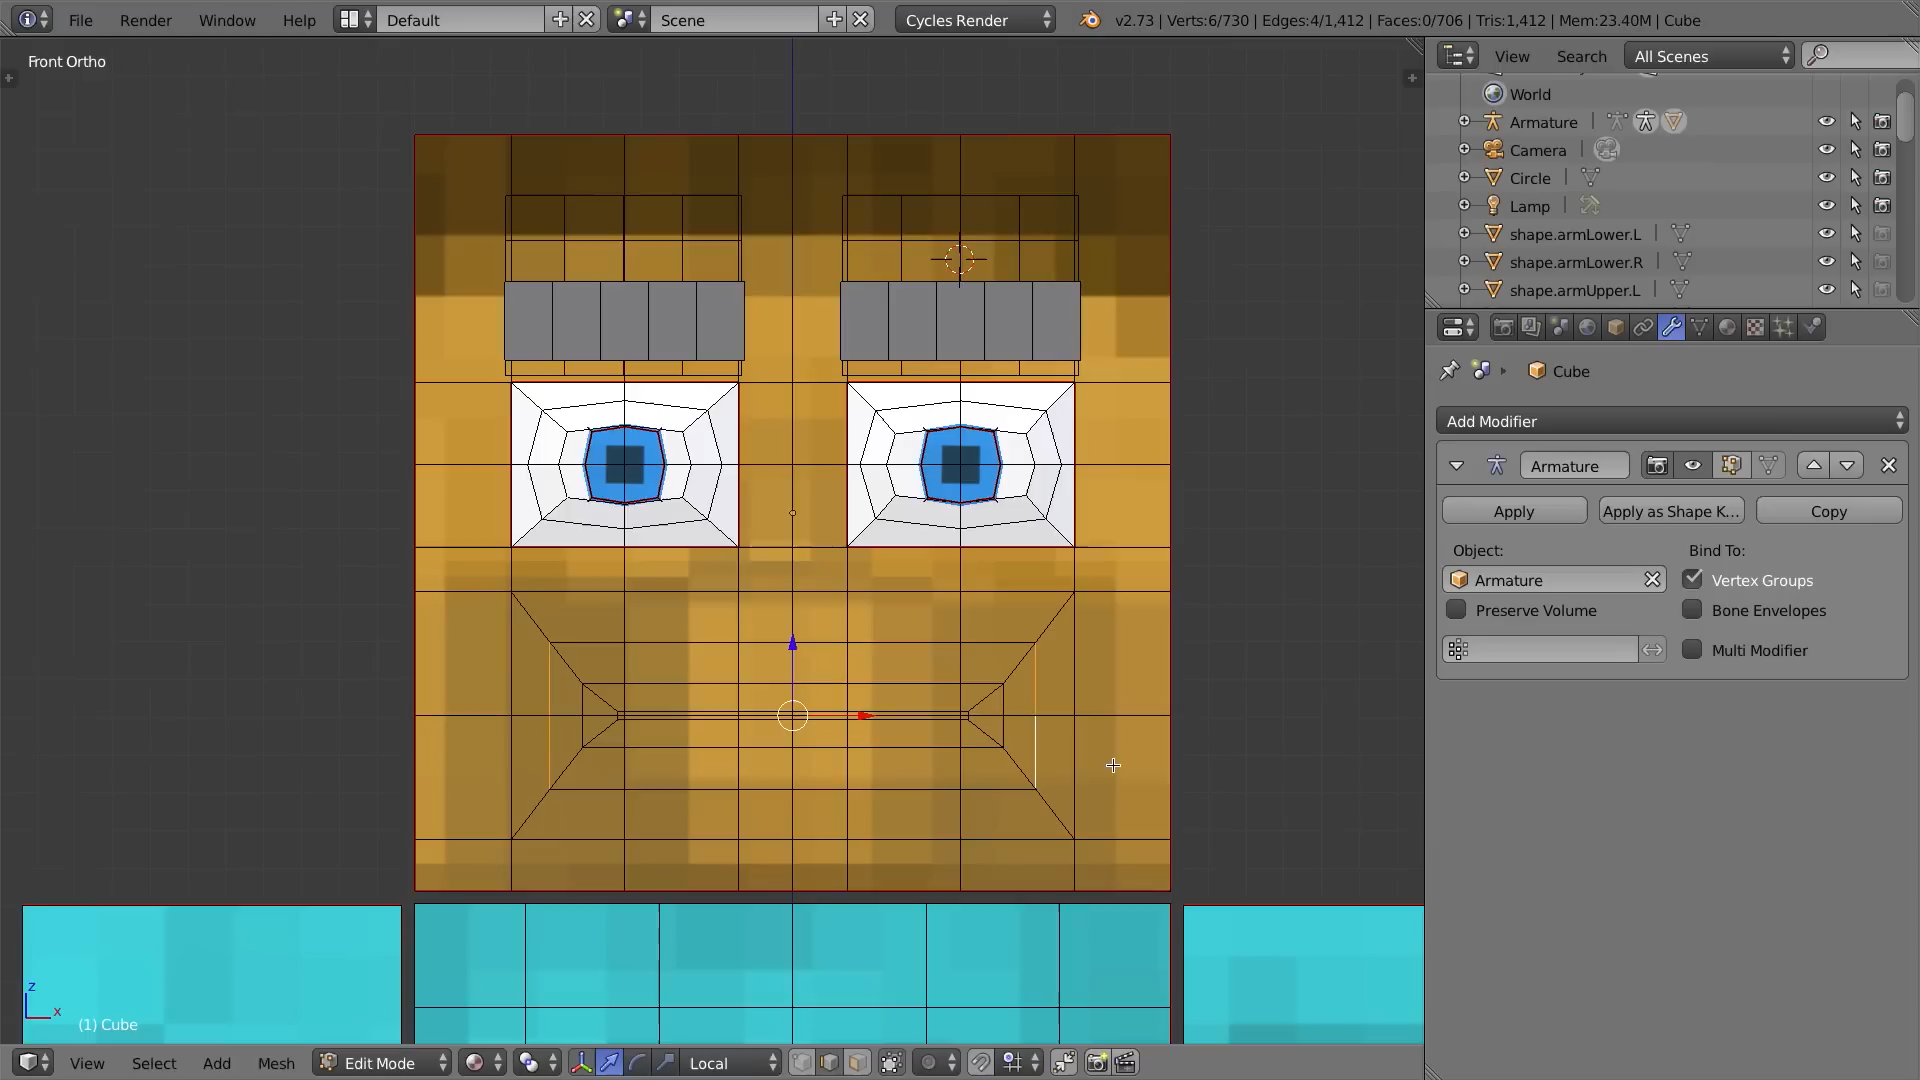 File Render Window Help Default Scene Cycles Render v2.73 | Verts:6/730 | Edges:4/1,412 | Faces:0/706 | Tris:1,412 | Mem:23.40M | Cube
Front Ortho
View Search All Scenes
World
Armature
Camera
Circle
Lamp
shape.armLower.L
shape.armLower.R
shape.armUpper.L
Cube
Add Modifier
Armature
Apply Apply as Shape K... Copy
Object: Bind To:
Armature Vertex Groups
Preserve Volume Bone Envelopes
Multi Modifier
z
x
(1) Cube
View Select Add Mesh Edit Mode Local